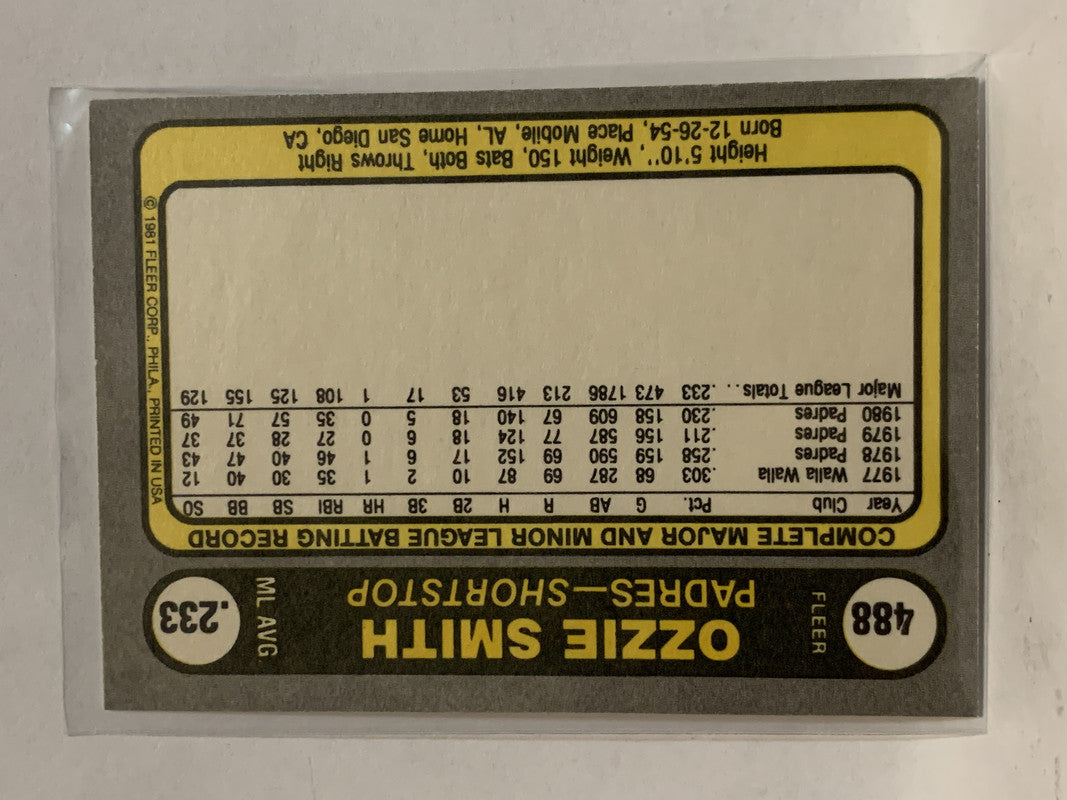 488
FLEER
OZZIE SMITH
PADRES—SHORTSTOP
ML AVG.
.233
COMPLETE MAJOR AND MINOR LEAGUE BATTING RECORD
Year Club Pct. G AB R H 2B 3B HR RBI SB BB SO
1977 Walla Walla .303 68 287 69 87 10 2 1 35 30 40 12
1978 Padres .258 159 590 69 152 17 6 1 46 40 47 43
1979 Padres .211 156 587 77 124 18 6 0 27 28 37 37
1980 Padres .230 158 609 67 140 18 5 0 35 57 71 49
Major League Totals . . .233 473 1786 213 416 53 17 1 108 125 155 129
Height 5'10'', Weight 150, Bats Both, Throws Right
Born 12-26-54, Place Mobile, AL, Home San Diego, CA
© 1981 FLEER CORP., PHILA., PRINTED IN USA